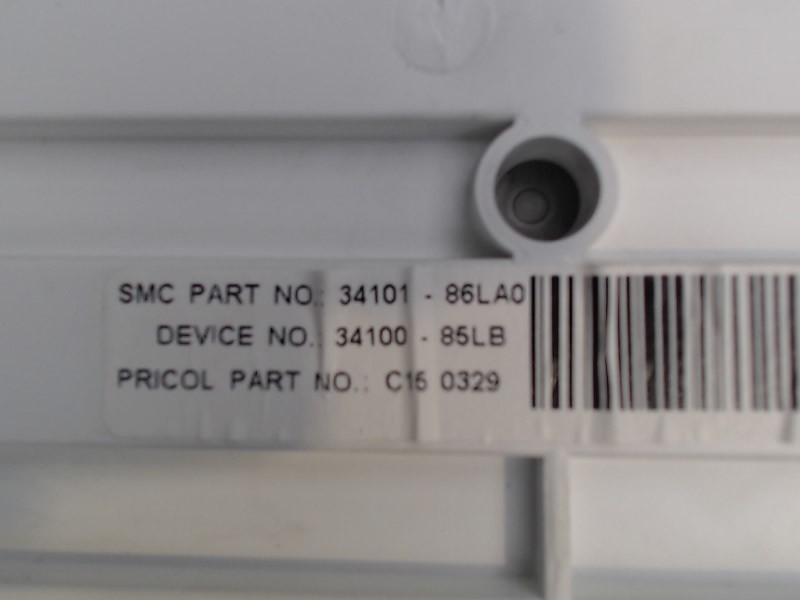 SMC PART NO.: 34101 - 86LA0
DEVICE NO.: 34100 - 85LB
PRICOL PART NO.: C15 0329